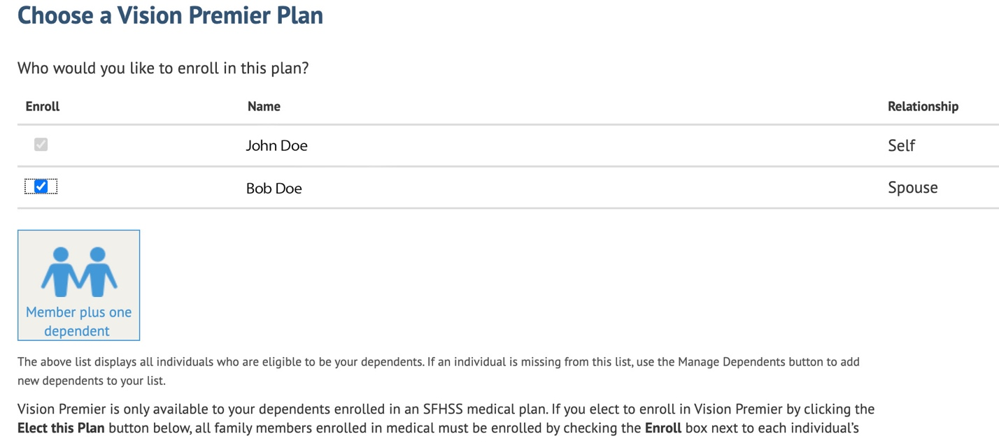 Choose a Vision Premier Plan
Who would you like to enroll in this plan?
Enroll Name Relationship
John Doe Self
Bob Doe Spouse
Member plus one
dependent
The above list displays all individuals who are eligible to be your dependents. If an individual is missing from this list, use the Manage Dependents button to add
new dependents to your list.
Vision Premier is only available to your dependents enrolled in an SFHSS medical plan. If you elect to enroll in Vision Premier by clicking the
Elect this Plan button below, all family members enrolled in medical must be enrolled by checking the Enroll box next to each individual’s